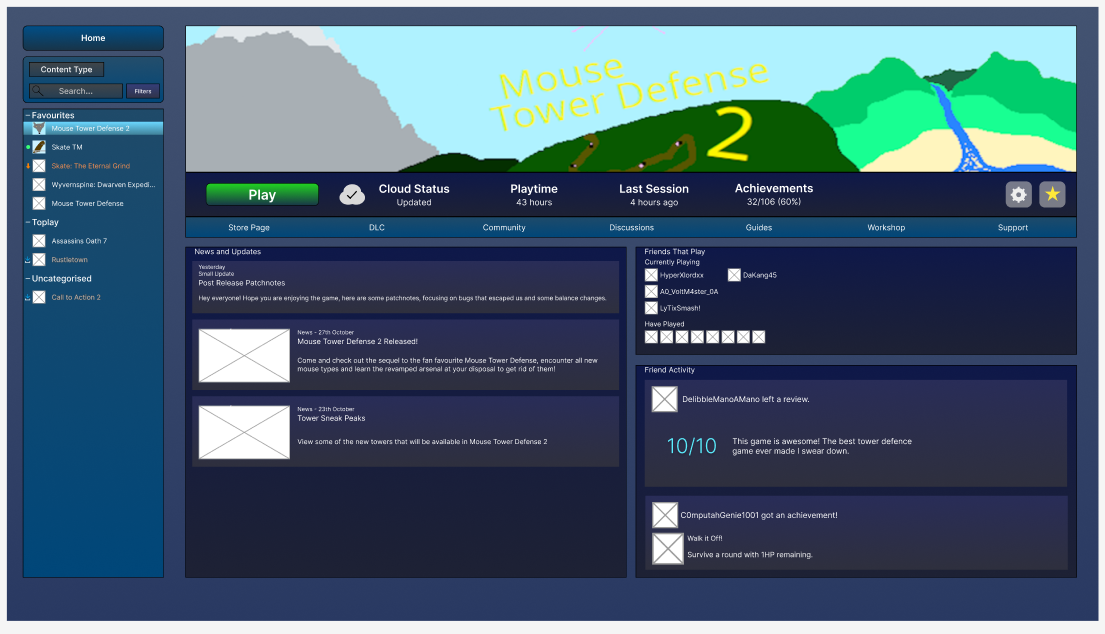 Home
Content Type
Search...
Filters
Favourites
Mouse Tower Defense 2
Skate TM
Skate: The Eternal Grind
Wyvernspine: Dwarven Expedi...
Mouse Tower Defense
Toplay
Assassins Oath 7
Rustletown
Uncategorised
Call to Action 2
Mouse
Tower Defense
2
Play
Cloud Status
Updated
Playtime
43 hours
Last Session
4 hours ago
Achievements
32/106 (60%)
Store Page
DLC
Community
Discussions
Guides
Workshop
Support
News and Updates
Yesterday
Small Update
Post Release Patchnotes
Hey everyone! Hope you are enjoying the game, here are some patchnotes, focusing on bugs that escaped us and some balance changes.
News - 27th October
Mouse Tower Defense 2 Released!
Come and check out the sequel to the fan favourite Mouse Tower Defense, encounter all new
mouse types and learn the revamped arsenal at your disposal to get rid of them!
News - 23th October
Tower Sneak Peaks
View some of the new towers that will be available in Mouse Tower Defense 2
Friends That Play
Currently Playing
HyperXlordxx
DaKang45
A0_VoltM4ster_0A
LyTixSmash!
Have Played
Friend Activity
DelibbleManoAMano left a review.
10/10
This game is awesome! The best tower defence
game ever made I swear down.
C0mputahGenie1001 got an achievement!
Walk it Off!
Survive a round with 1HP remaining.